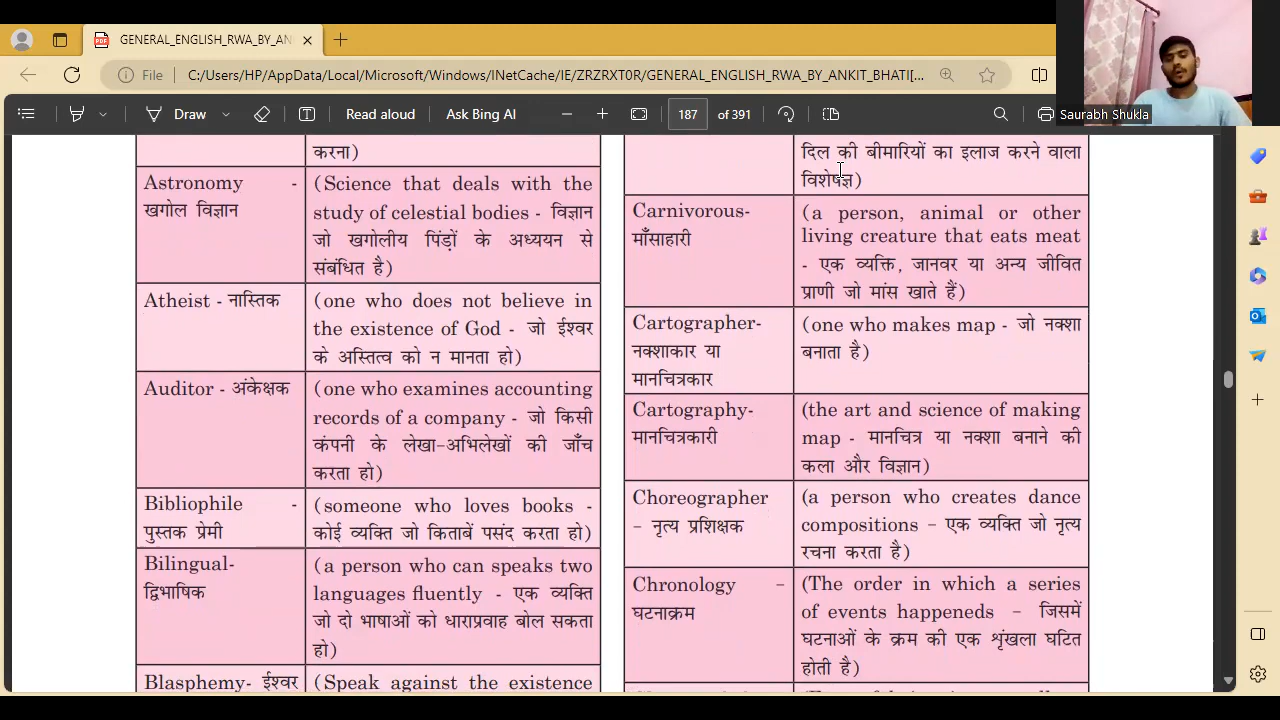 GENERAL_ENGLISH_RWA_BY_AN
File
C:/Users/HP/AppData/Local/Microsoft/Windows/INetCache/IE/ZRZRXT0R/GENERAL_ENGLISH_RWA_BY_ANKIT_BHATI[...
Draw
Read aloud
Ask Bing AI
187
of 391
Saurabh Shukla
करना)
Astronomy -
खगोल विज्ञान
(Science that deals with the
study of celestial bodies - विज्ञान
जो खगोलीय पिंड़ों के अध्ययन से
संबंधित है)
Atheist - नास्तिक
(one who does not believe in
the existence of God - जो ईश्वर
के अस्तित्व को न मानता हो)
Auditor - अंकेक्षक
(one who examines accounting
records of a company - जो किसी
कंपनी के लेखा-अभिलेखों की जाँच
करता हो)
Bibliophile -
पुस्तक प्रेमी
(someone who loves books -
कोई व्यक्ति जो किताबें पसंद करता हो)
Bilingual-
द्विभाषिक
(a person who can speaks two
languages fluently - एक व्यक्ति
जो दो भाषाओं को धाराप्रवाह बोल सकता
हो)
Blasphemy- ईश्वर
(Speak against the existence
दिल की बीमारियों का इलाज करने वाला
विशेषज्ञ)
Carnivorous-
माँसाहारी
(a person, animal or other
living creature that eats meat
- एक व्यक्ति, जानवर या अन्य जीवित
प्राणी जो मांस खाते हैं)
Cartographer-
नक्शाकार या
मानचित्रकार
(one who makes map - जो नक्शा
बनाता है)
Cartography-
मानचित्रकारी
(the art and science of making
map - मानचित्र या नक्शा बनाने की
कला और विज्ञान)
Choreographer
– नृत्य प्रशिक्षक
(a person who creates dance
compositions – एक व्यक्ति जो नृत्य
रचना करता है)
Chronology –
घटनाक्रम
(The order in which a series
of events happeneds – जिसमें
घटनाओं के क्रम की एक शृंखला घटित
होती है)